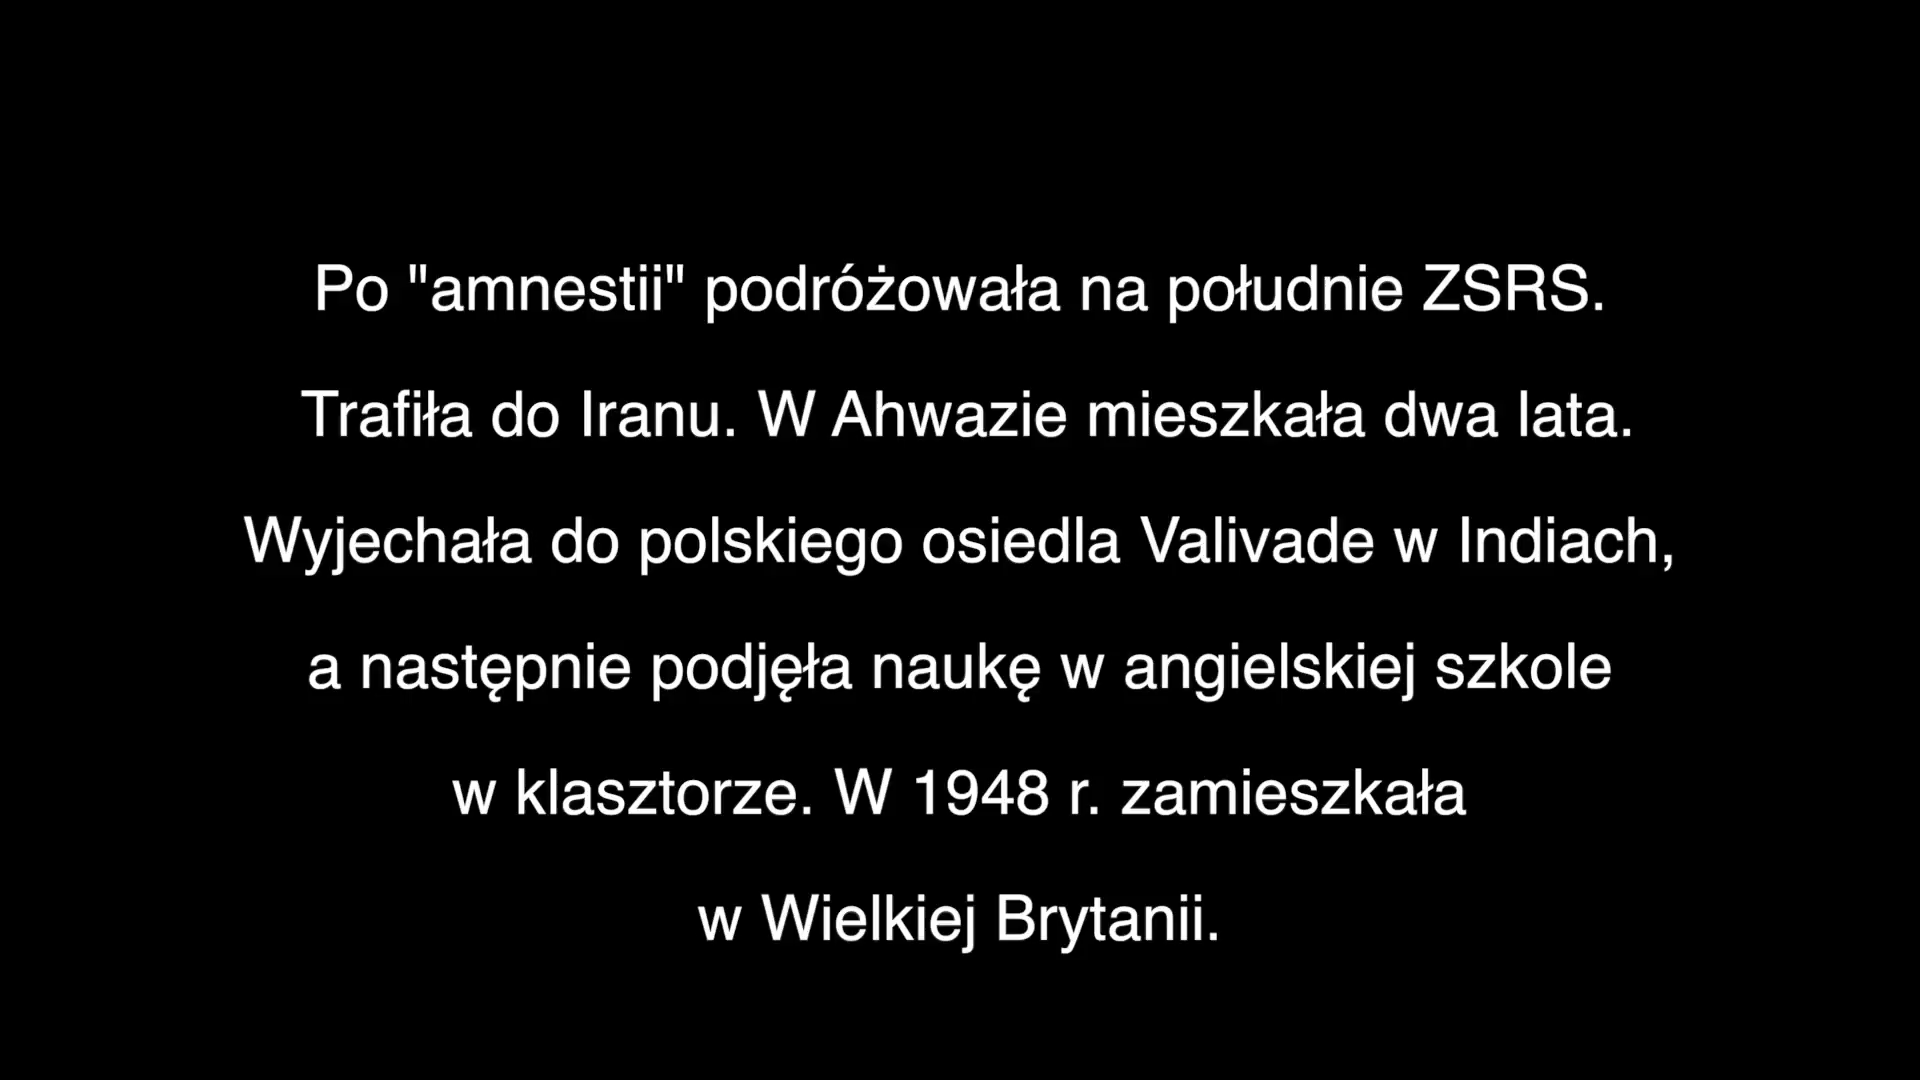 Po "amnestii" podróżowała na południe ZSRS.
Trafiła do Iranu. W Ahwazie mieszkała dwa lata.
Wyjechała do polskiego osiedla Valivade w Indiach,
a następnie podjęła naukę w angielskiej szkole
w klasztorze. W 1948 r. zamieszkała
w Wielkiej Brytanii.